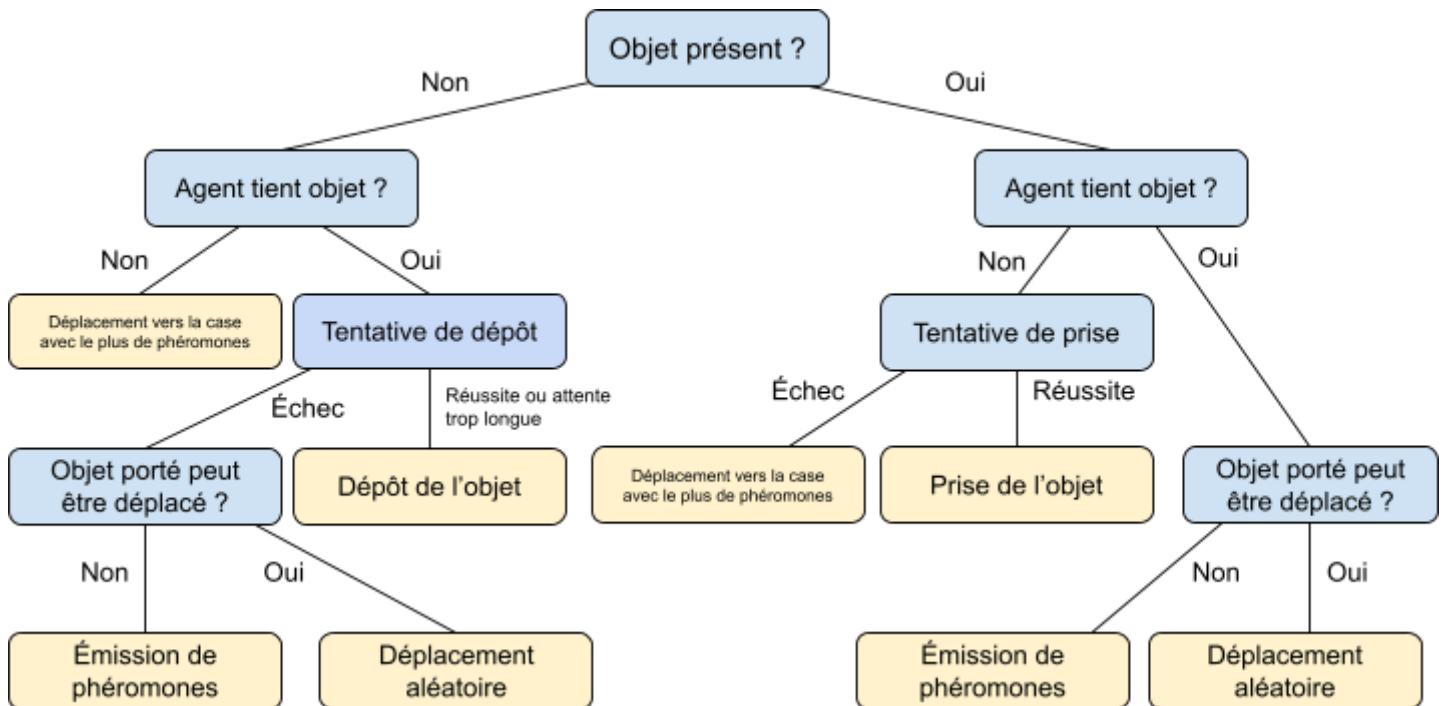 Objet présent ?
Non
Oui
Agent tient objet ?
Agent tient objet ?
Non
Oui
Non
Oui
Déplacement vers la case
avec le plus de phéromones
Tentative de dépôt
Tentative de prise
Échec
Réussite ou attente
trop longue
Échec
Réussite
Objet porté peut
être déplacé ?
Dépôt de l'objet
Déplacement vers la case
avec le plus de phéromones
Prise de l'objet
Objet porté peut
être déplacé ?
Non
Oui
Non
Oui
Émission de
phéromones
Déplacement
aléatoire
Émission de
phéromones
Déplacement
aléatoire